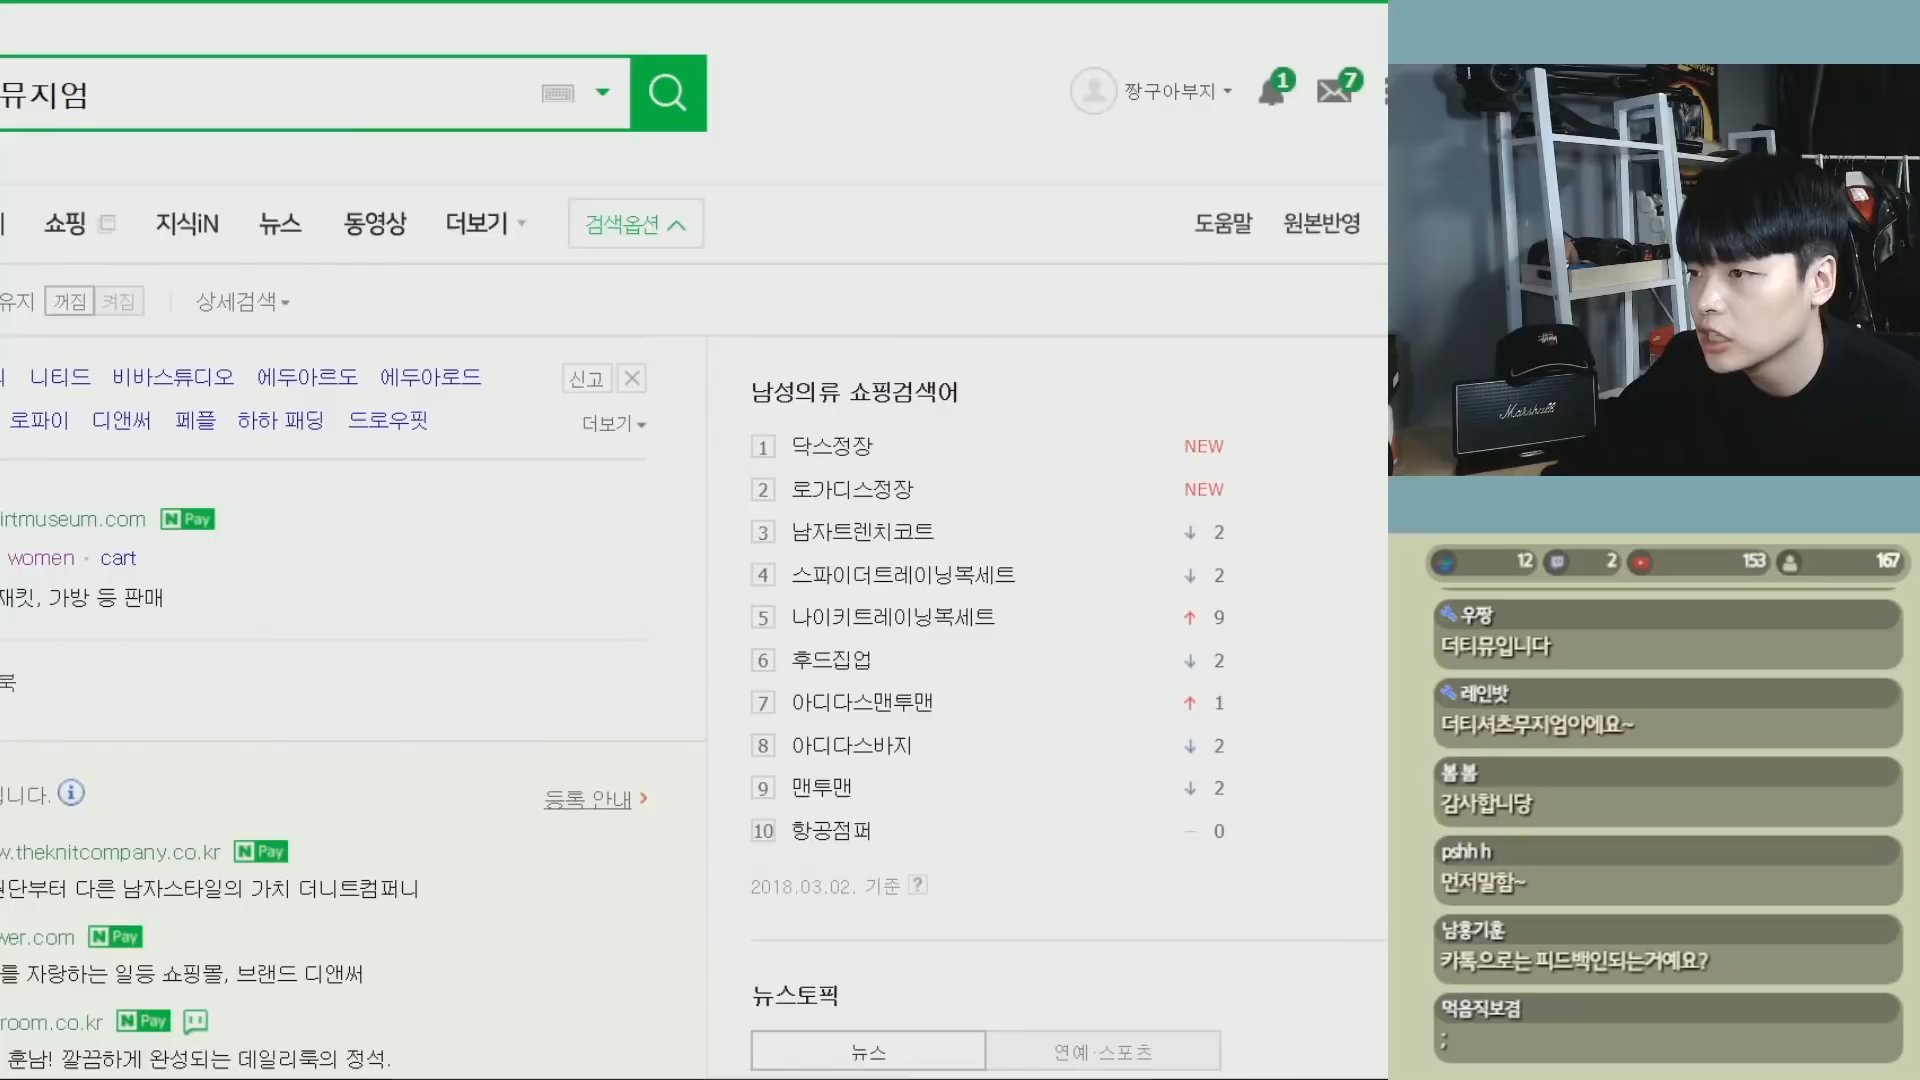 뮤지엄
짱구아부지
1
7
쇼핑
지식iN
뉴스
동영상
더보기
검색옵션
도움말
원본반영
유지 꺼짐 켜짐
상세검색
니티드 비바스튜디오 에두아르도 에두아로드
신고
로파이 디앤써 페플 하하 패딩 드로우핏
더보기
irtmuseum.com N Pay
women · cart
재킷, 가방 등 판매
룩
니다.
등록 안내
w.theknitcompany.co.kr N Pay
원단부터 다른 남자스타일의 가치 더니트컴퍼니
wer.com N Pay
를 자랑하는 일등 쇼핑몰, 브랜드 디앤써
room.co.kr N Pay
훈남! 깔끔하게 완성되는 데일리룩의 정석.
남성의류 쇼핑검색어
1 닥스정장 NEW
2 로가디스정장 NEW
3 남자트렌치코트 ↓ 2
4 스파이더트레이닝복세트 ↓ 2
5 나이키트레이닝복세트 ↑ 9
6 후드집업 ↓ 2
7 아디다스맨투맨 ↑ 1
8 아디다스바지 ↓ 2
9 맨투맨 ↓ 2
10 항공점퍼 – 0
2018.03.02. 기준 ?
뉴스토픽
뉴스
연예·스포츠
Marshall
12 2 153 167
우짱
더티뮤입니다
레인밧
더티셔츠무지엄이에요~
봄봄
감사합니당
pshh h
먼저말함~
남홍기훈
카톡으로는 피드백인되는거예요?
먹음직보겸
;